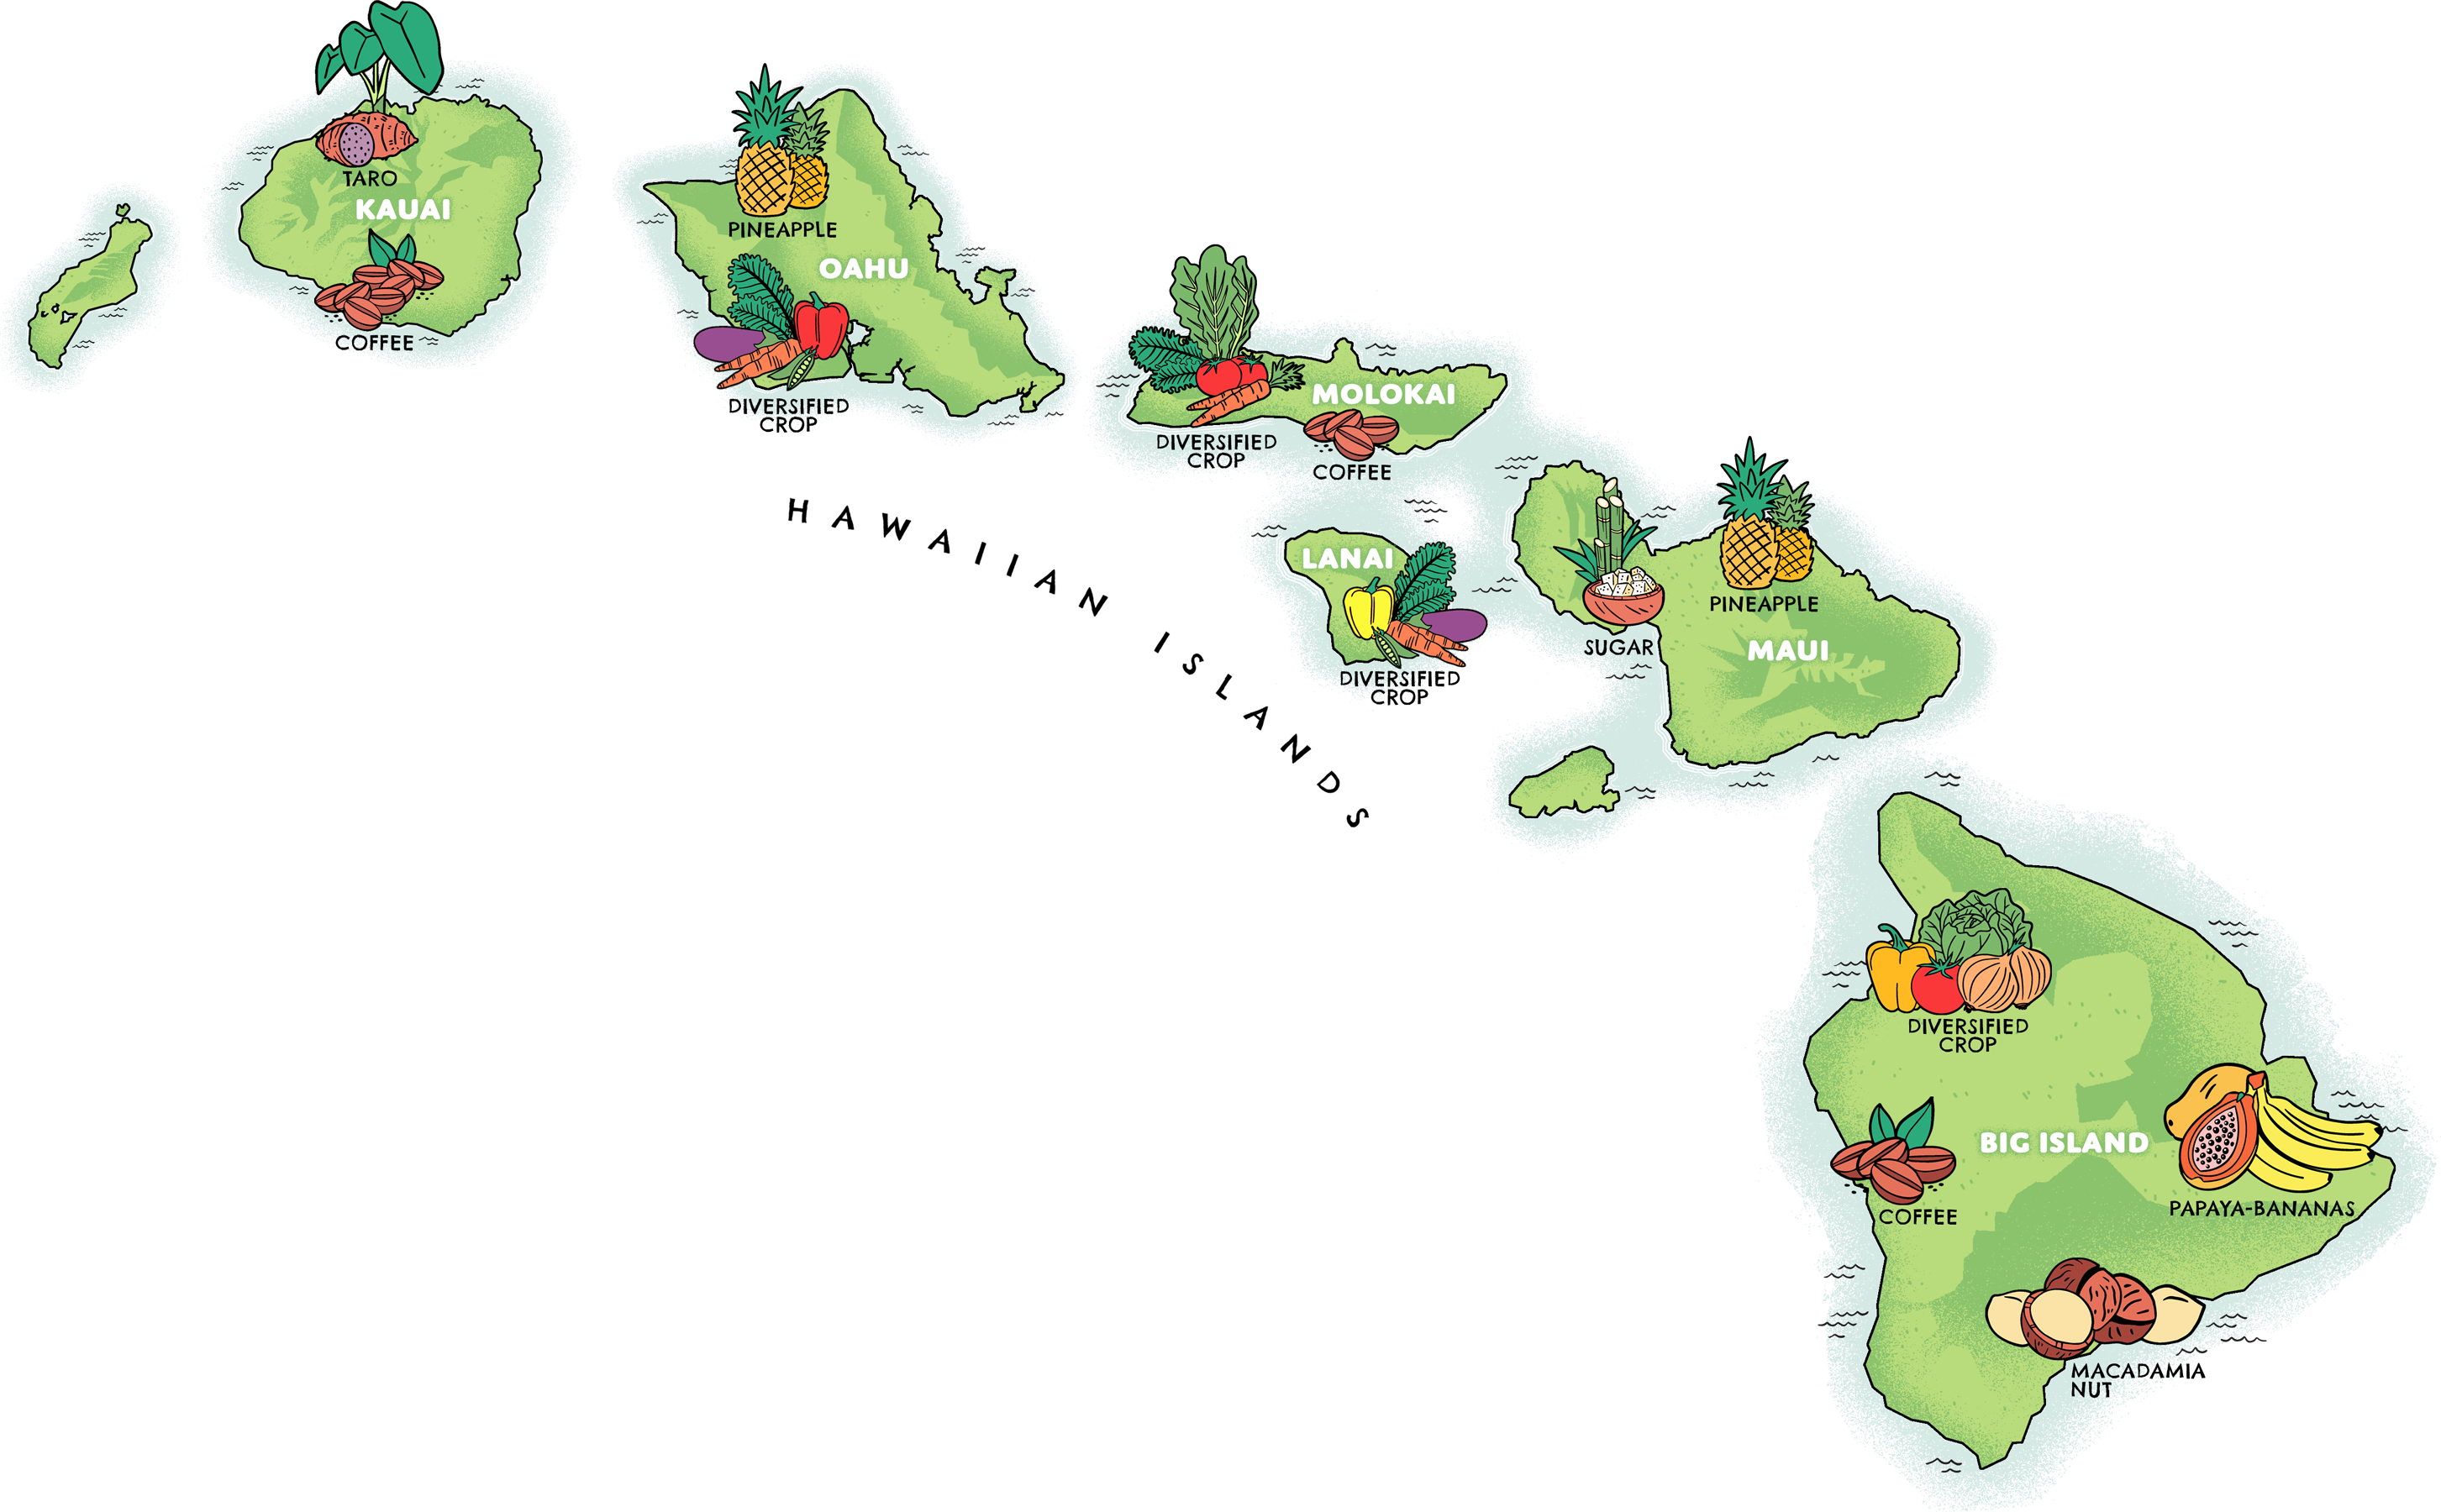 TARO
KAUAI
COFFEE
PINEAPPLE
OAHU
DIVERSIFIED
CROP
MOLOKAI
DIVERSIFIED
CROP
COFFEE
HAWAIIAN ISLANDS
LANAI
DIVERSIFIED
CROP
SUGAR
PINEAPPLE
MAUI
DIVERSIFIED
CROP
BIG ISLAND
COFFEE
PAPAYA-BANANAS
MACADAMIA
NUT